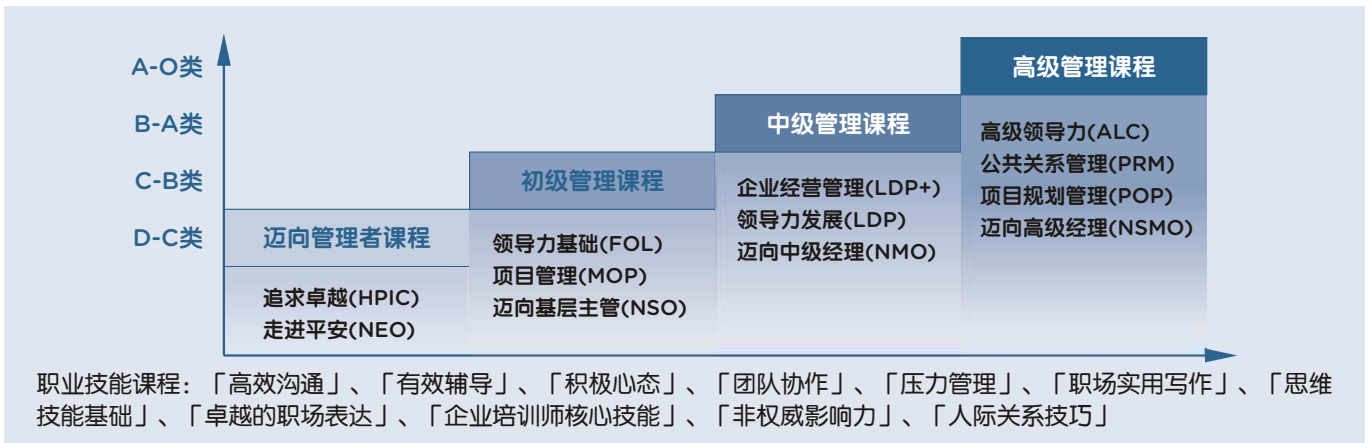 A-O类
B-A类
C-B类
D-C类
高级管理课程
高级领导力(ALC)
公共关系管理(PRM)
项目规划管理(POP)
迈向高级经理(NSMO)
中级管理课程
企业经营管理(LDP+)
领导力发展(LDP)
迈向中级经理(NMO)
初级管理课程
领导力基础(FOL)
项目管理(MOP)
迈向基层主管(NSO)
迈向管理者课程
追求卓越(HPIC)
走进平安(NEO)
职业技能课程：「高效沟通」、「有效辅导」、「积极心态」、「团队协作」、「压力管理」、「职场实用写作」、「思维
技能基础」、「卓越的职场表达」、「企业培训师核心技能」、「非权威影响力」、「人际关系技巧」